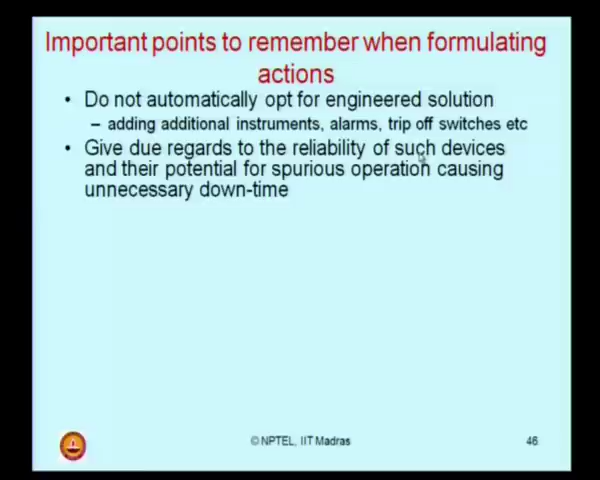 Important points to remember when formulating
actions
• Do not automatically opt for engineered solution
– adding additional instruments, alarms, trip off switches etc
• Give due regards to the reliability of such devices
and their potential for spurious operation causing
unnecessary down-time
© NPTEL, IIT Madras
46